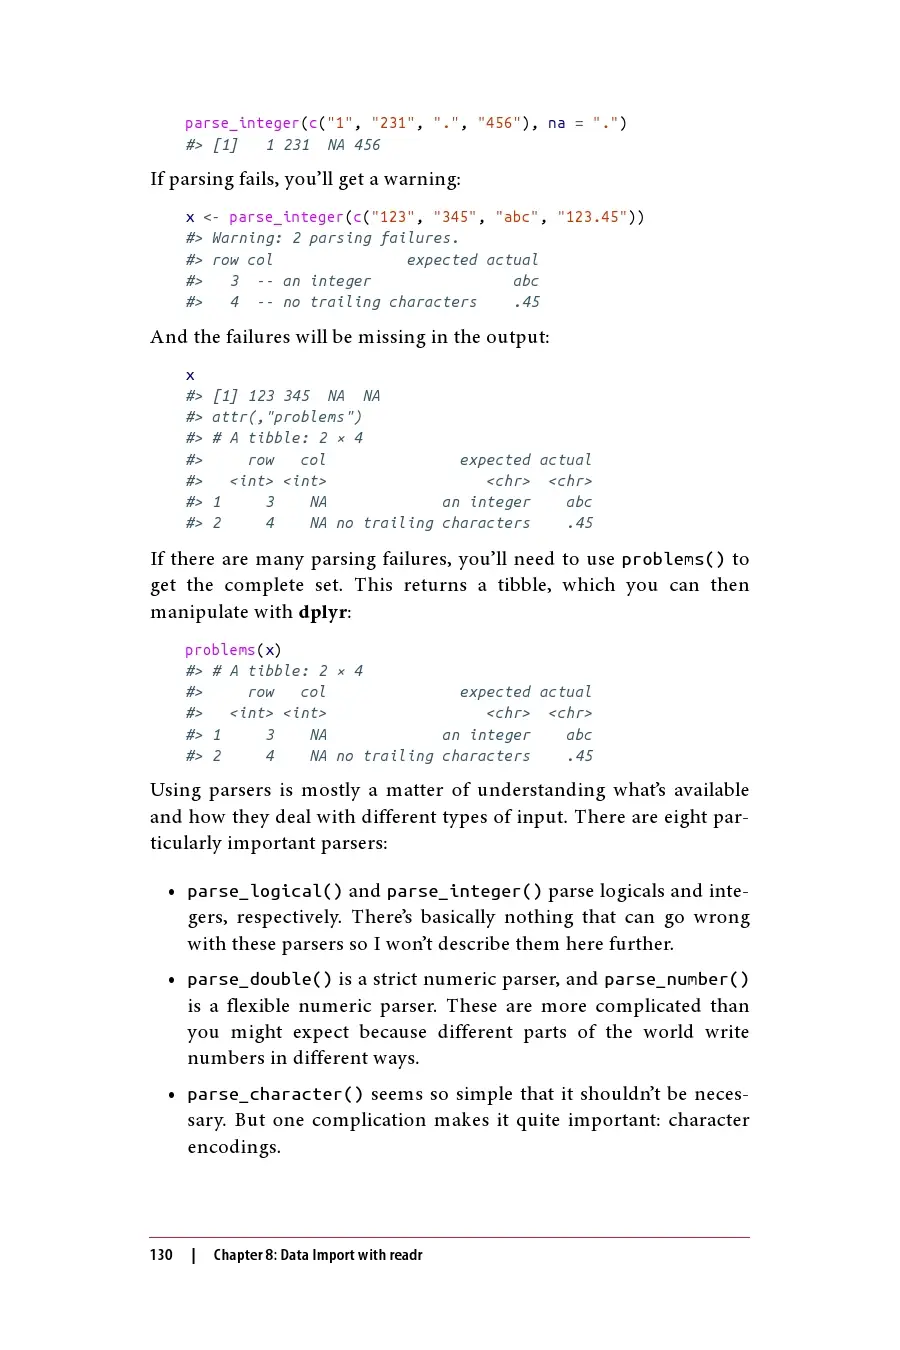 parse_integer(c("1", "231", ".", "456"), na = ".")
#> [1]   1 231  NA 456
If parsing fails, you’ll get a warning:
x <- parse_integer(c("123", "345", "abc", "123.45"))
#> Warning: 2 parsing failures.
#> row col               expected actual
#>   3  -- an integer                abc
#>   4  -- no trailing characters    .45
And the failures will be missing in the output:
x
#> [1] 123 345  NA  NA
#> attr(,"problems")
#> # A tibble: 2 × 4
#>     row   col               expected actual
#>   <int> <int>                  <chr>  <chr>
#> 1     3    NA             an integer    abc
#> 2     4    NA no trailing characters    .45
If there are many parsing failures, you’ll need to use problems() to
get the complete set. This returns a tibble, which you can then
manipulate with dplyr:
problems(x)
#> # A tibble: 2 × 4
#>     row   col               expected actual
#>   <int> <int>                  <chr>  <chr>
#> 1     3    NA             an integer    abc
#> 2     4    NA no trailing characters    .45
Using parsers is mostly a matter of understanding what’s available
and how they deal with different types of input. There are eight par-
ticularly important parsers:
• parse_logical() and parse_integer() parse logicals and inte-
gers, respectively. There’s basically nothing that can go wrong
with these parsers so I won’t describe them here further.
• parse_double() is a strict numeric parser, and parse_number()
is a flexible numeric parser. These are more complicated than
you might expect because different parts of the world write
numbers in different ways.
• parse_character() seems so simple that it shouldn’t be neces-
sary. But one complication makes it quite important: character
encodings.
130 | Chapter 8: Data Import with readr